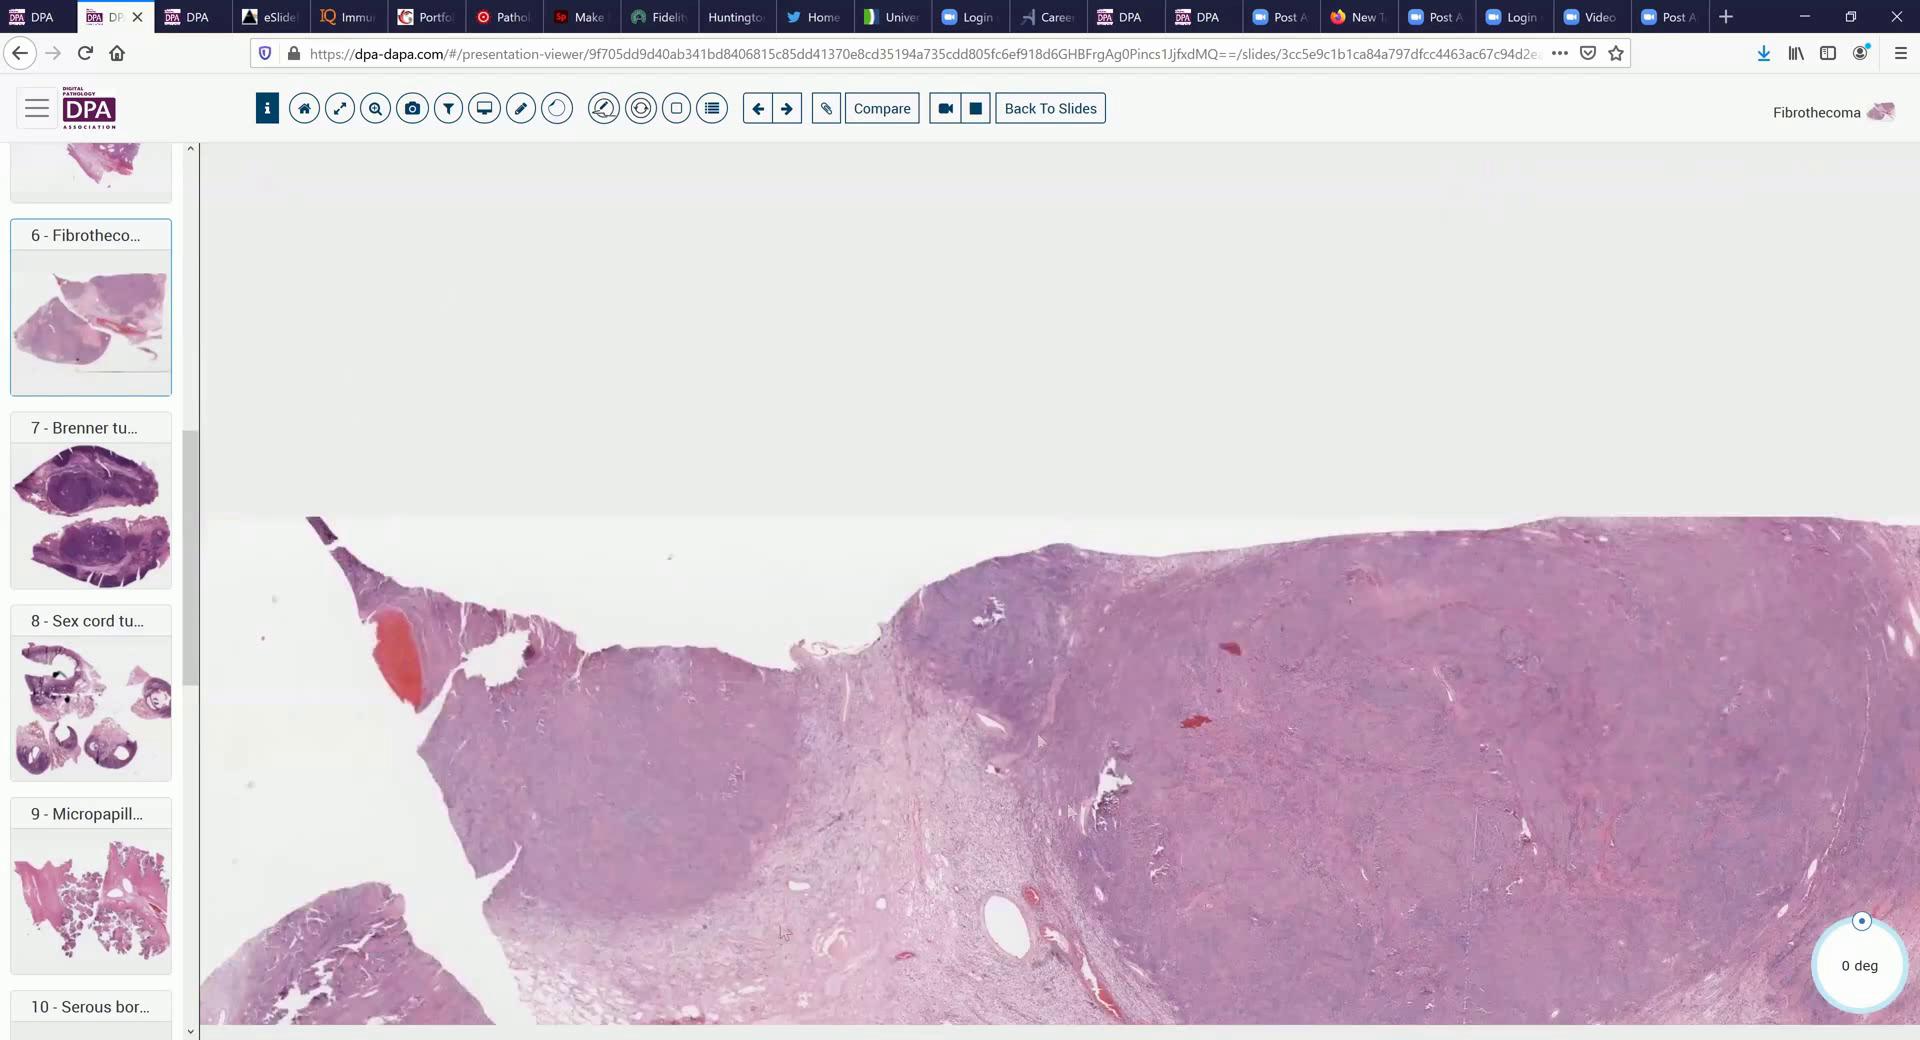 DPA
DPA
DPA
eSlide
Immu
Portfo
Pathol
Make
Fidelit
Huntingto
Home
Univer
Login
Caree
DPA
DPA
Post A
New T
Post A
Login
Video
Post A
https://dpa-dapa.com/#/presentation-viewer/9f705dd9d40ab341bd8406815c85dd41370e8cd35194a735cdd805fc6ef918d6GHBFrgAg0Pincs1JjfxdMQ==/slides/3cc5e9c1b1ca84a797dfcc4463ac67c94d2e
DIGITAL
PATHOLOGY
DPA
ASSOCIATION
Compare
Back To Slides
Fibrothecoma
6 - Fibrotheco...
7 - Brenner tu...
8 - Sex cord tu...
9 - Micropapill...
10 - Serous bor...
0 deg